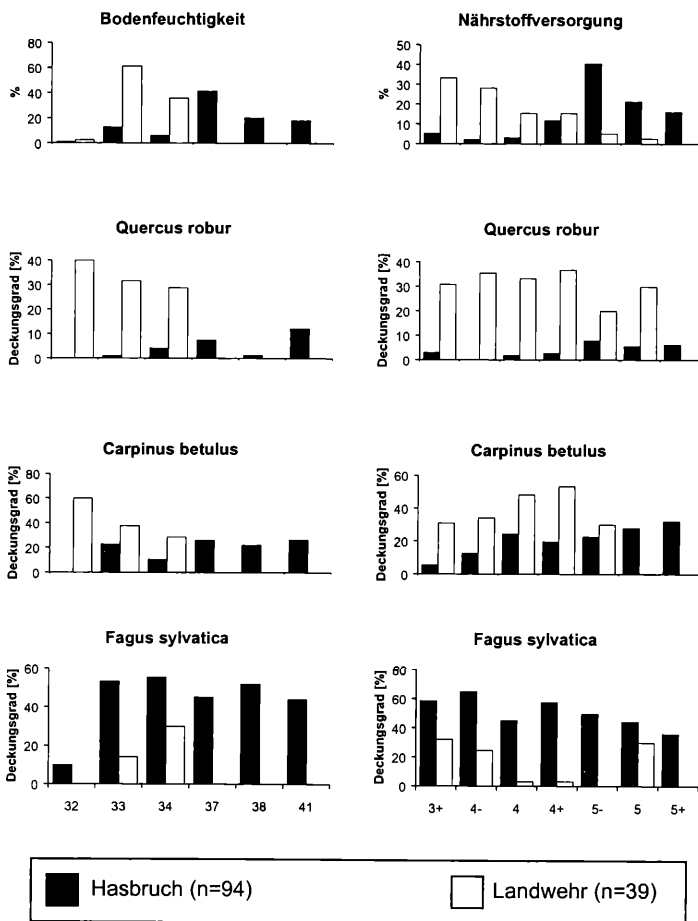 Bodenfeuchtigkeit
%
80
60
40
20
0
Nährstoffversorgung
%
50
40
30
20
10
0
Quercus robur
Deckungsgrad [%]
40
30
20
10
0
Quercus robur
Deckungsgrad [%]
40
30
20
10
0
Carpinus betulus
Deckungsgrad [%]
80
60
40
20
0
Carpinus betulus
Deckungsgrad [%]
60
40
20
0
Fagus sylvatica
Deckungsgrad [%]
60
40
20
0
32 33 34 37 38 41
Fagus sylvatica
Deckungsgrad [%]
80
60
40
20
0
3+ 4- 4 4+ 5- 5 5+
Hasbruch (n=94)
Landwehr (n=39)